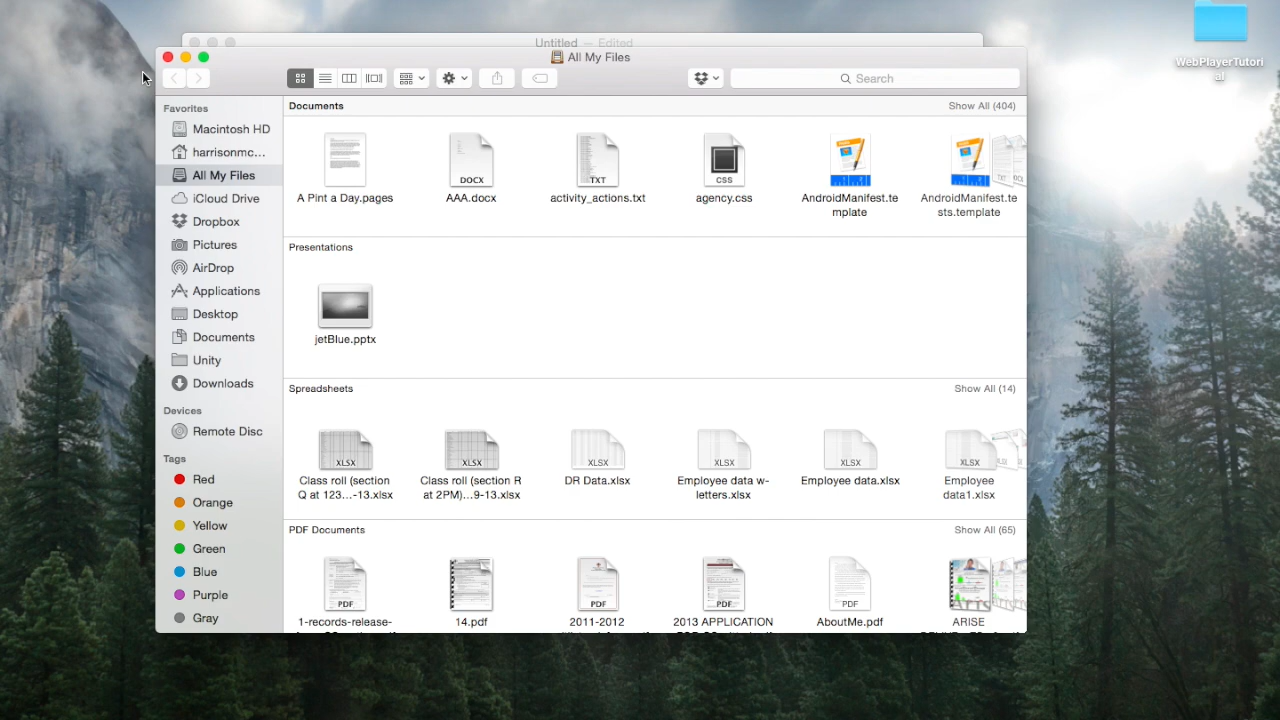 Untitled — Edited
All My Files
Search
WebPlayerTutori
al
Favorites
Macintosh HD
harrisonmc...
All My Files
iCloud Drive
Dropbox
Pictures
AirDrop
Applications
Desktop
Documents
Unity
Downloads
Devices
Remote Disc
Tags
Red
Orange
Yellow
Green
Blue
Purple
Gray
Documents
Show All (404)
A Pint a Day.pages
DOCX
AAA.docx
TXT
activity_actions.txt
CSS
agency.css
AndroidManifest.te
mplate
AndroidManifest.te
sts.template
Presentations
jetBlue.pptx
Spreadsheets
Show All (14)
XLSX
Class roll (section
Q at 123...-13.xlsx
XLSX
Class roll (section R
at 2PM)...9-13.xlsx
XLSX
DR Data.xlsx
XLSX
Employee data w-
letters.xlsx
XLSX
Employee data.xlsx
XLSX
Employee
data1.xlsx
PDF Documents
Show All (65)
PDF
1-records-release-
14.pdf
PDF
2011-2012
PDF
2013 APPLICATION
PDF
AboutMe.pdf
ARISE